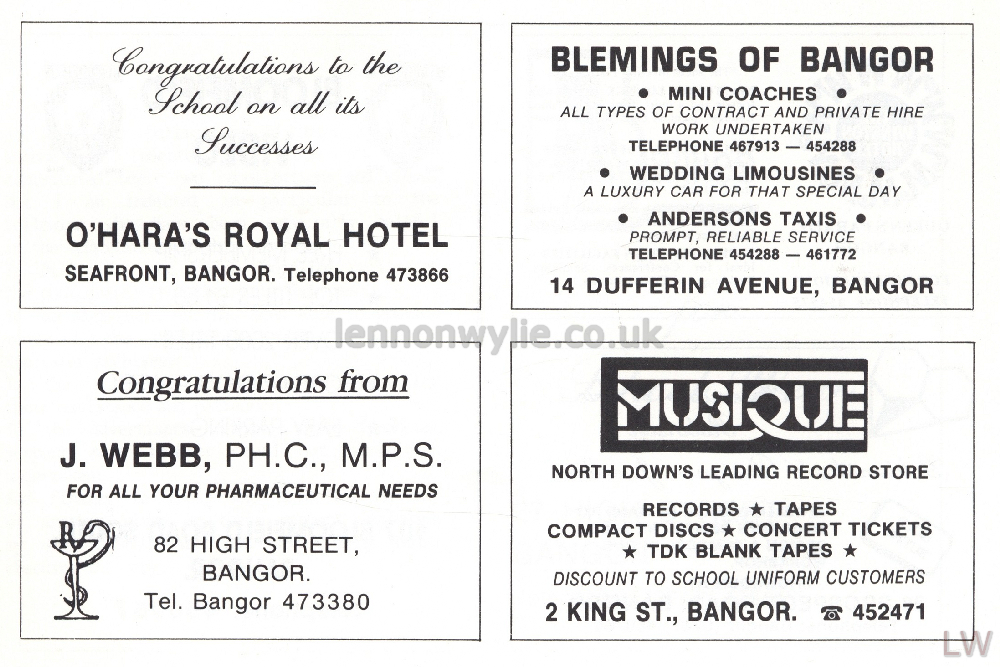 Congratulations to the
School on all its
Successes
O'HARA'S ROYAL HOTEL
SEAFRONT, BANGOR. Telephone 473866
BLEMINGS OF BANGOR
● MINI COACHES ●
ALL TYPES OF CONTRACT AND PRIVATE HIRE
WORK UNDERTAKEN
TELEPHONE 467913 — 454288
● WEDDING LIMOUSINES ●
A LUXURY CAR FOR THAT SPECIAL DAY
● ANDERSONS TAXIS ●
PROMPT, RELIABLE SERVICE
TELEPHONE 454288 — 461772
14 DUFFERIN AVENUE, BANGOR
lennonwylie.co.uk
Congratulations from
J. WEBB, PH.C., M.P.S.
FOR ALL YOUR PHARMACEUTICAL NEEDS
R
82 HIGH STREET,
BANGOR.
Tel. Bangor 473380
MUSIQUE
NORTH DOWN'S LEADING RECORD STORE
RECORDS ★ TAPES
COMPACT DISCS ★ CONCERT TICKETS
★ TDK BLANK TAPES ★
DISCOUNT TO SCHOOL UNIFORM CUSTOMERS
2 KING ST., BANGOR. ☎ 452471
LW